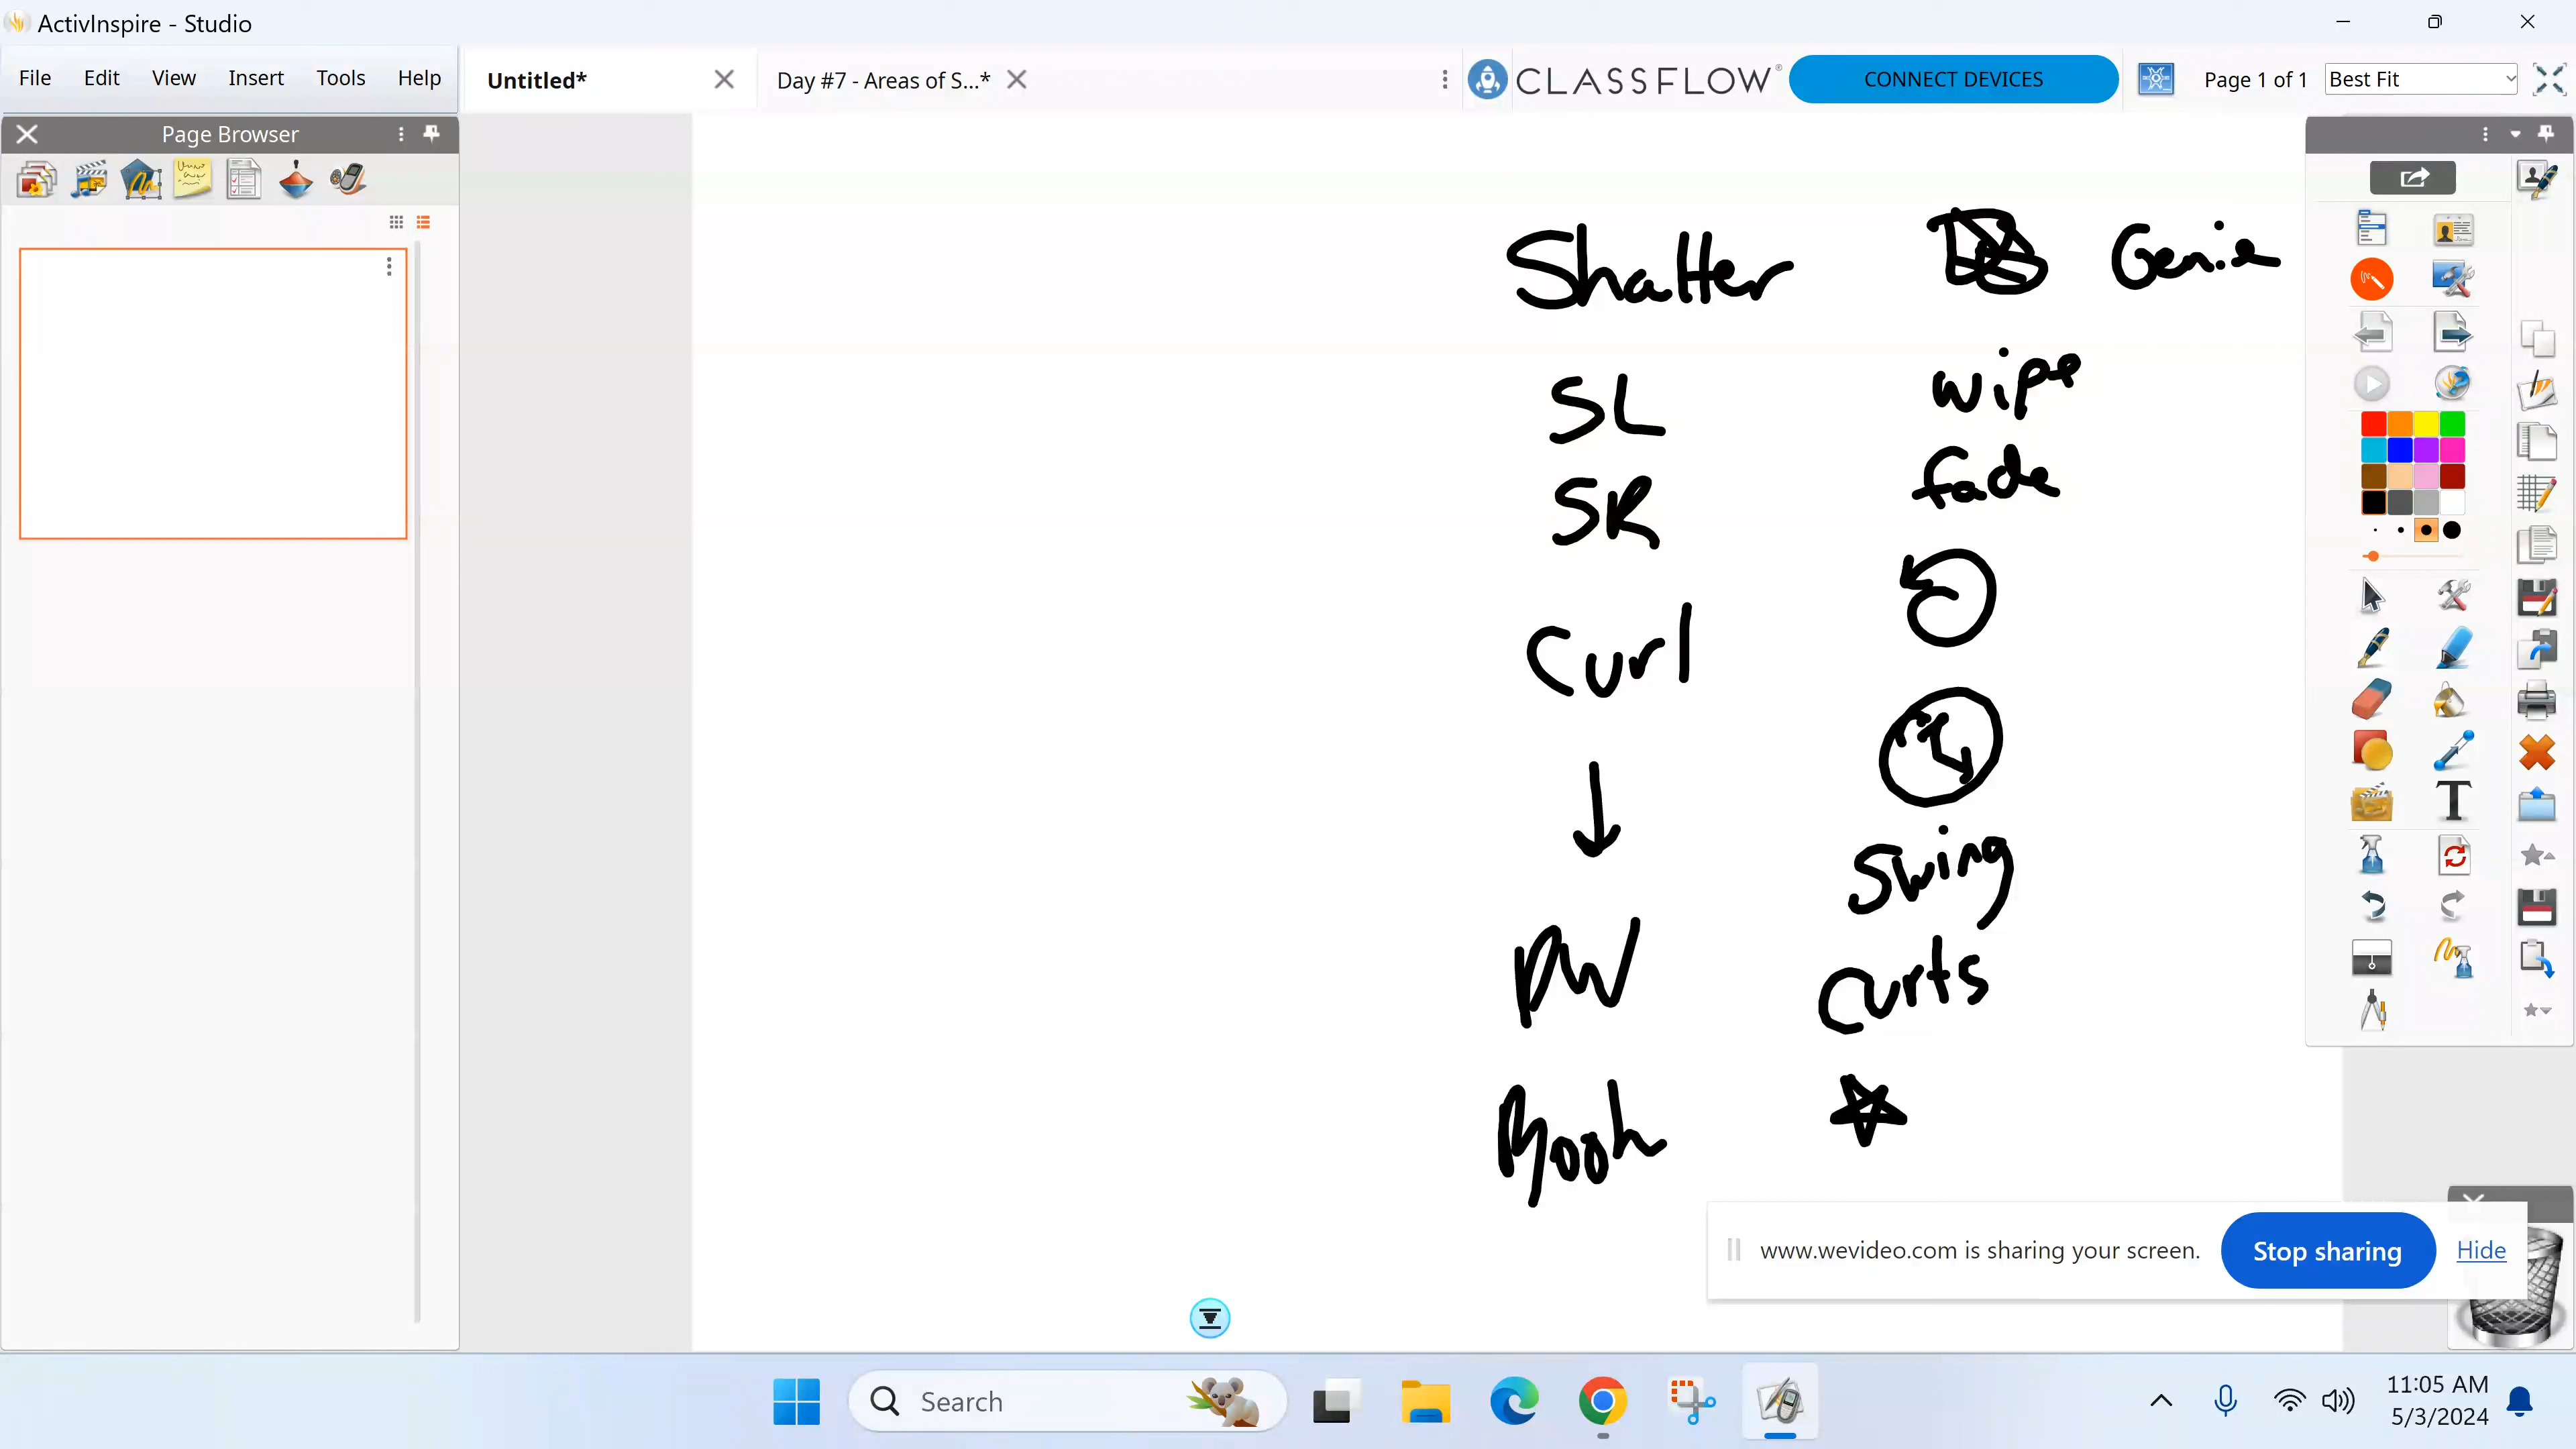 ActivInspire - Studio
File Edit View Insert Tools Help
Untitled*
Day #7 - Areas of S...*
CLASSFLOW
CONNECT DEVICES
Page 1 of 1
Best Fit
Page Browser
Shatter
Genie
SL
wipe
SR
fade
Curl
Swing
PW
Curts
T
www.wevideo.com is sharing your screen.
Stop sharing
Hide
Search
11:05 AM
5/3/2024